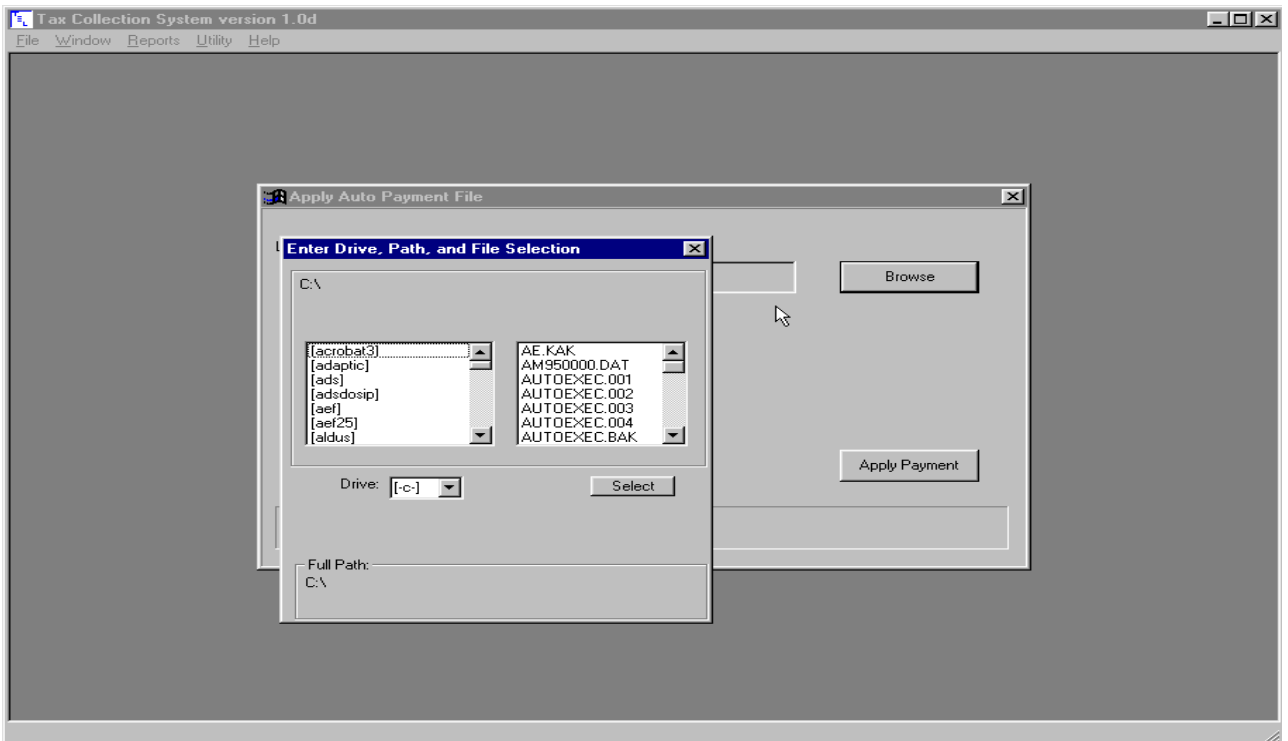 Tax Collection System version 1.0d
File Window Reports Utility Help
Apply Auto Payment File
Enter Drive, Path, and File Selection
C:\
Browse
[acrobat3]
[adaptic]
[ads]
[adsdosip]
[aef]
[aef25]
[aldus]
AE.KAK
AM950000.DAT
AUTOEXEC.001
AUTOEXEC.002
AUTOEXEC.003
AUTOEXEC.004
AUTOEXEC.BAK
Apply Payment
Drive: [-c-]
Select
Full Path:
C:\